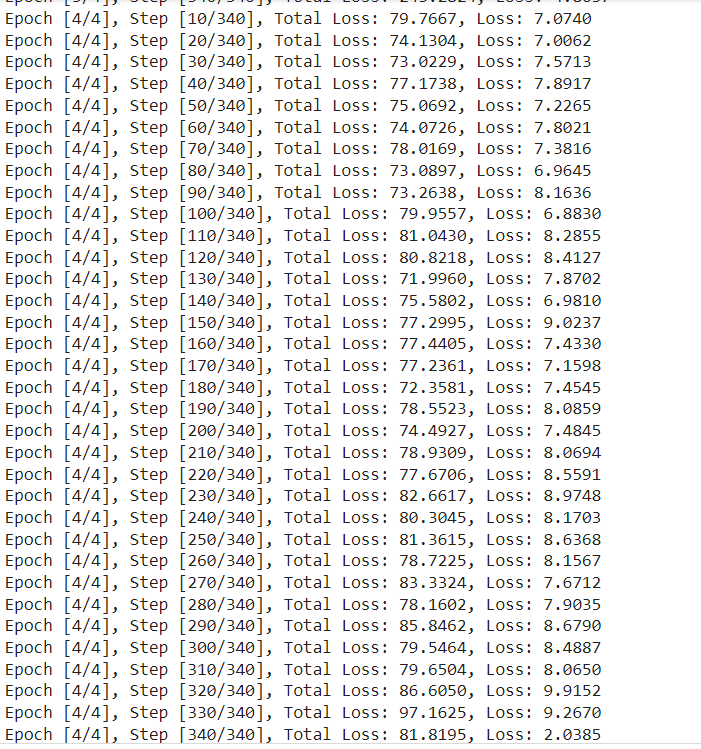 Epoch [4/4], Step [10/340], Total Loss: 79.7667, Loss: 7.0740
Epoch [4/4], Step [20/340], Total Loss: 74.1304, Loss: 7.0062
Epoch [4/4], Step [30/340], Total Loss: 73.0229, Loss: 7.5713
Epoch [4/4], Step [40/340], Total Loss: 77.1738, Loss: 7.8917
Epoch [4/4], Step [50/340], Total Loss: 75.0692, Loss: 7.2265
Epoch [4/4], Step [60/340], Total Loss: 74.0726, Loss: 7.8021
Epoch [4/4], Step [70/340], Total Loss: 78.0169, Loss: 7.3816
Epoch [4/4], Step [80/340], Total Loss: 73.0897, Loss: 6.9645
Epoch [4/4], Step [90/340], Total Loss: 73.2638, Loss: 8.1636
Epoch [4/4], Step [100/340], Total Loss: 79.9557, Loss: 6.8830
Epoch [4/4], Step [110/340], Total Loss: 81.0430, Loss: 8.2855
Epoch [4/4], Step [120/340], Total Loss: 80.8218, Loss: 8.4127
Epoch [4/4], Step [130/340], Total Loss: 71.9960, Loss: 7.8702
Epoch [4/4], Step [140/340], Total Loss: 75.5802, Loss: 6.9810
Epoch [4/4], Step [150/340], Total Loss: 77.2995, Loss: 9.0237
Epoch [4/4], Step [160/340], Total Loss: 77.4405, Loss: 7.4330
Epoch [4/4], Step [170/340], Total Loss: 77.2361, Loss: 7.1598
Epoch [4/4], Step [180/340], Total Loss: 72.3581, Loss: 7.4545
Epoch [4/4], Step [190/340], Total Loss: 78.5523, Loss: 8.0859
Epoch [4/4], Step [200/340], Total Loss: 74.4927, Loss: 7.4845
Epoch [4/4], Step [210/340], Total Loss: 78.9309, Loss: 8.0694
Epoch [4/4], Step [220/340], Total Loss: 77.6706, Loss: 8.5591
Epoch [4/4], Step [230/340], Total Loss: 82.6617, Loss: 8.9748
Epoch [4/4], Step [240/340], Total Loss: 80.3045, Loss: 8.1703
Epoch [4/4], Step [250/340], Total Loss: 81.3615, Loss: 8.6368
Epoch [4/4], Step [260/340], Total Loss: 78.7225, Loss: 8.1567
Epoch [4/4], Step [270/340], Total Loss: 83.3324, Loss: 7.6712
Epoch [4/4], Step [280/340], Total Loss: 78.1602, Loss: 7.9035
Epoch [4/4], Step [290/340], Total Loss: 85.8462, Loss: 8.6790
Epoch [4/4], Step [300/340], Total Loss: 79.5464, Loss: 8.4887
Epoch [4/4], Step [310/340], Total Loss: 79.6504, Loss: 8.0650
Epoch [4/4], Step [320/340], Total Loss: 86.6050, Loss: 9.9152
Epoch [4/4], Step [330/340], Total Loss: 97.1625, Loss: 9.2670
Epoch [4/4], Step [340/340], Total Loss: 81.8195, Loss: 2.0385